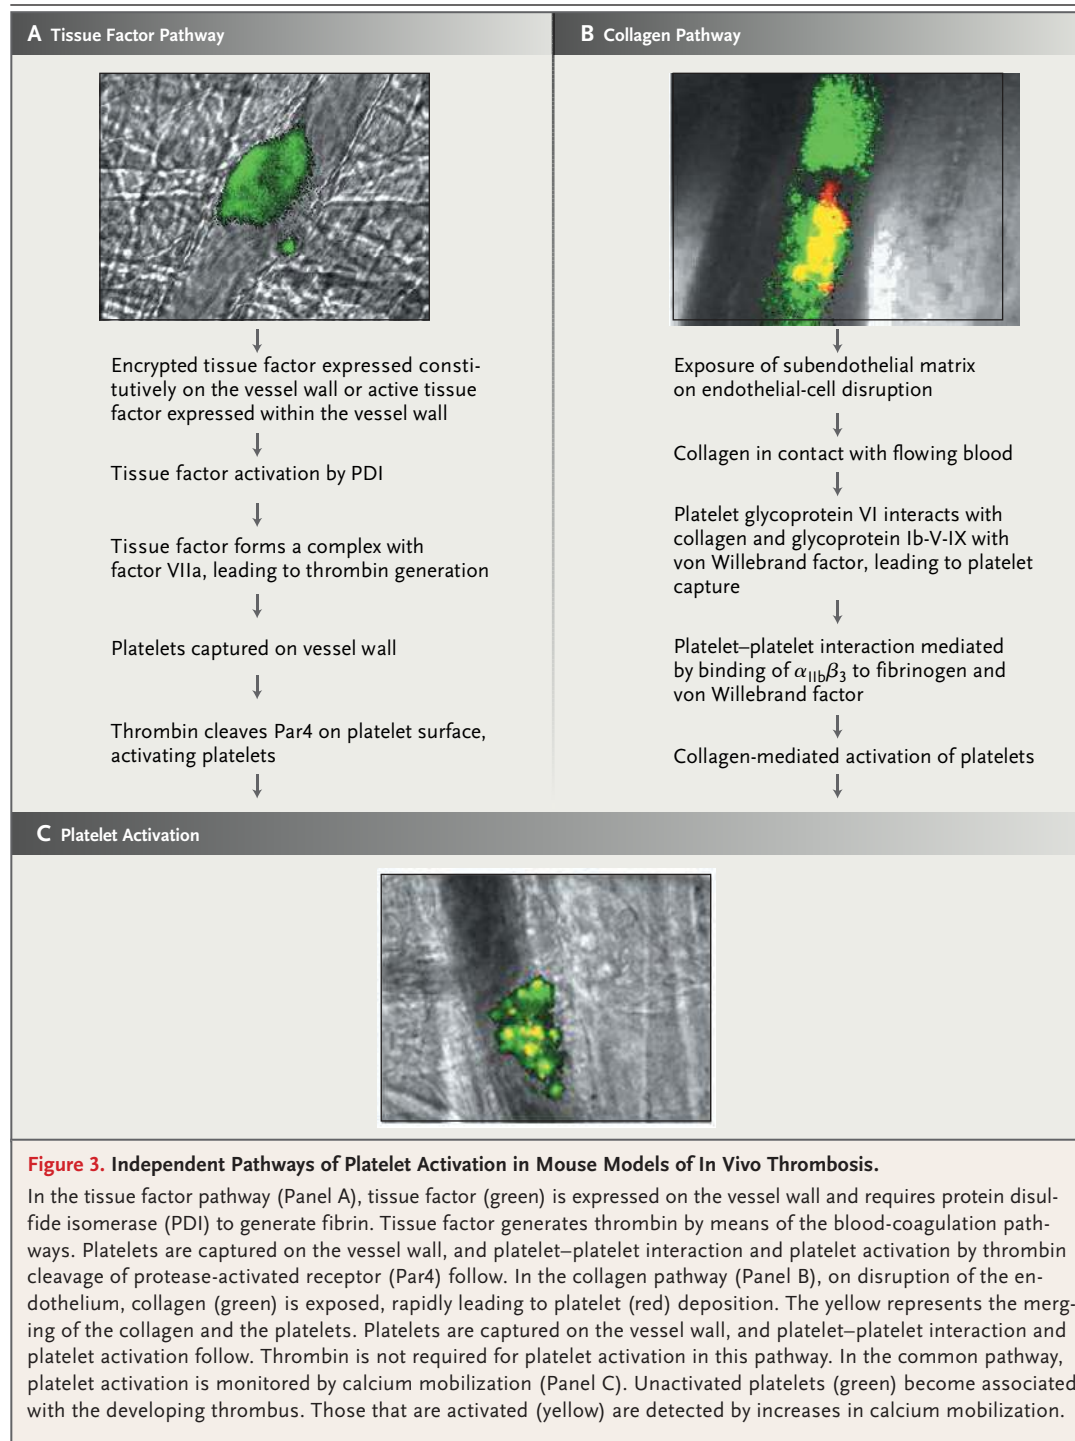 A Tissue Factor Pathway
B Collagen Pathway
Encrypted tissue factor expressed consti-
tutively on the vessel wall or active tissue
factor expressed within the vessel wall
Tissue factor activation by PDI
Tissue factor forms a complex with
factor VIIa, leading to thrombin generation
Platelets captured on vessel wall
Thrombin cleaves Par4 on platelet surface,
activating platelets
Exposure of subendothelial matrix
on endothelial-cell disruption
Collagen in contact with flowing blood
Platelet glycoprotein VI interacts with
collagen and glycoprotein Ib-V-IX with
von Willebrand factor, leading to platelet
capture
Platelet–platelet interaction mediated
by binding of αIIbβ3 to fibrinogen and
von Willebrand factor
Collagen-mediated activation of platelets
C Platelet Activation
Figure 3. Independent Pathways of Platelet Activation in Mouse Models of In Vivo Thrombosis.
In the tissue factor pathway (Panel A), tissue factor (green) is expressed on the vessel wall and requires protein disul-
fide isomerase (PDI) to generate fibrin. Tissue factor generates thrombin by means of the blood-coagulation path-
ways. Platelets are captured on the vessel wall, and platelet–platelet interaction and platelet activation by thrombin
cleavage of protease-activated receptor (Par4) follow. In the collagen pathway (Panel B), on disruption of the en-
dothelium, collagen (green) is exposed, rapidly leading to platelet (red) deposition. The yellow represents the merg-
ing of the collagen and the platelets. Platelets are captured on the vessel wall, and platelet–platelet interaction and
platelet activation follow. Thrombin is not required for platelet activation in this pathway. In the common pathway,
platelet activation is monitored by calcium mobilization (Panel C). Unactivated platelets (green) become associated
with the developing thrombus. Those that are activated (yellow) are detected by increases in calcium mobilization.